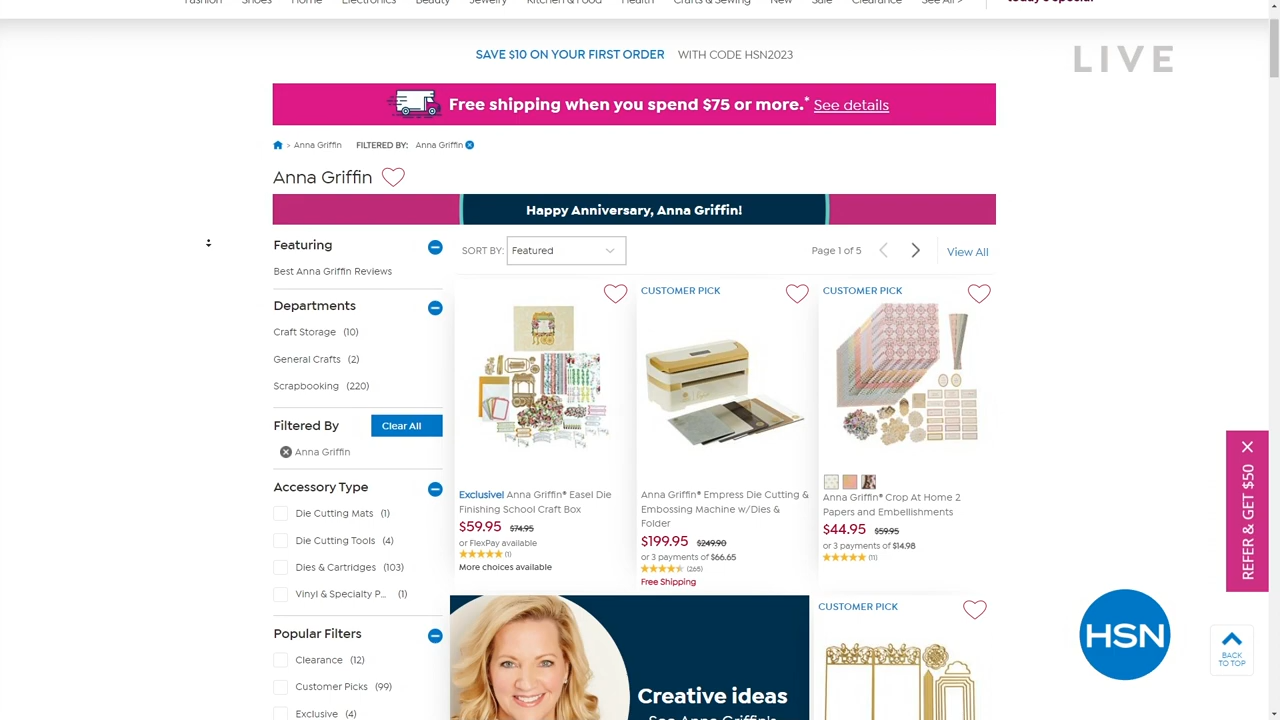 Fashion Shoes Home Electronics Beauty Jewelry Kitchen & Food Health Crafts & Sewing New Sale Clearance See All > today's special
SAVE $10 ON YOUR FIRST ORDER WITH CODE HSN2023
LIVE
Free shipping when you spend $75 or more.* See details
> Anna Griffin FILTERED BY: Anna Griffin
Anna Griffin
Happy Anniversary, Anna Griffin!
Featuring
Best Anna Griffin Reviews
Departments
Craft Storage (10)
General Crafts (2)
Scrapbooking (220)
Filtered By Clear All
Anna Griffin
Accessory Type
Die Cutting Mats (1)
Die Cutting Tools (4)
Dies & Cartridges (103)
Vinyl & Specialty P... (1)
Popular Filters
Clearance (12)
Customer Picks (99)
Exclusive (4)
SORT BY: Featured
Page 1 of 5
View All
Exclusive! Anna Griffin® Easel Die
Finishing School Craft Box
$59.95 $74.95
or FlexPay available
(1)
More choices available
CUSTOMER PICK
Anna Griffin® Empress Die Cutting &
Embossing Machine w/Dies &
Folder
$199.95 $249.90
or 3 payments of $66.65
(265)
Free Shipping
CUSTOMER PICK
Anna Griffin® Crop At Home 2
Papers and Embellishments
$44.95 $59.95
or 3 payments of $14.98
(11)
Creative ideas
See Anna Griffin's
CUSTOMER PICK
REFER & GET $50
HSN
BACK
TO TOP